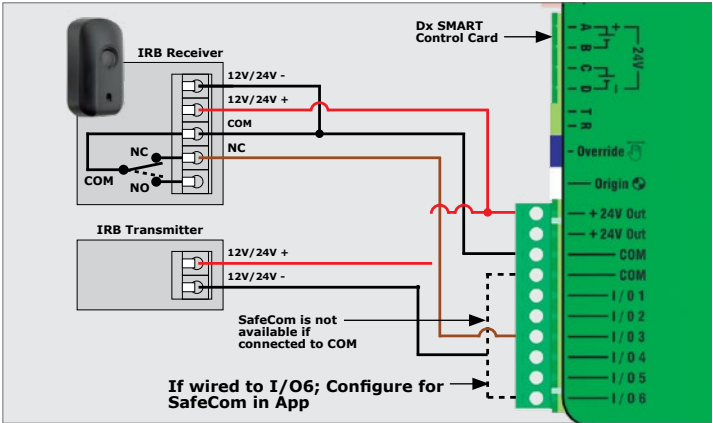 IRB Receiver
12V/24V -
12V/24V +
COM
NC
NC
COM
NO
IRB Transmitter
12V/24V +
12V/24V -
SafeCom is not
available if
connected to COM
If wired to I/O6; Configure for
SafeCom in App
Dx SMART
Control Card
A
B
C
D
+
–
24V
T
R
Override
Origin
+ 24V Out
+ 24V Out
COM
COM
I / O 1
I / O 2
I / O 3
I / O 4
I / O 5
I / O 6